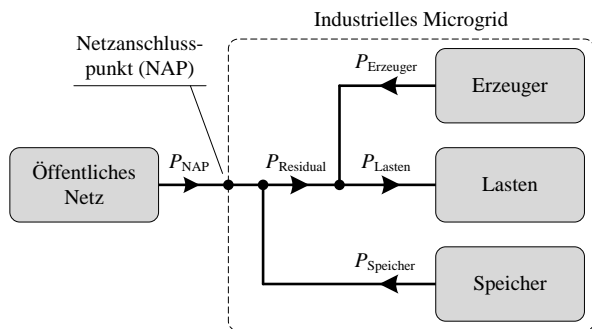 Industrielles Microgrid
Netzanschluss-
punkt (NAP)
P_Erzeuger
Erzeuger
Öffentliches
Netz
P_NAP
P_Residual
P_Lasten
Lasten
P_Speicher
Speicher